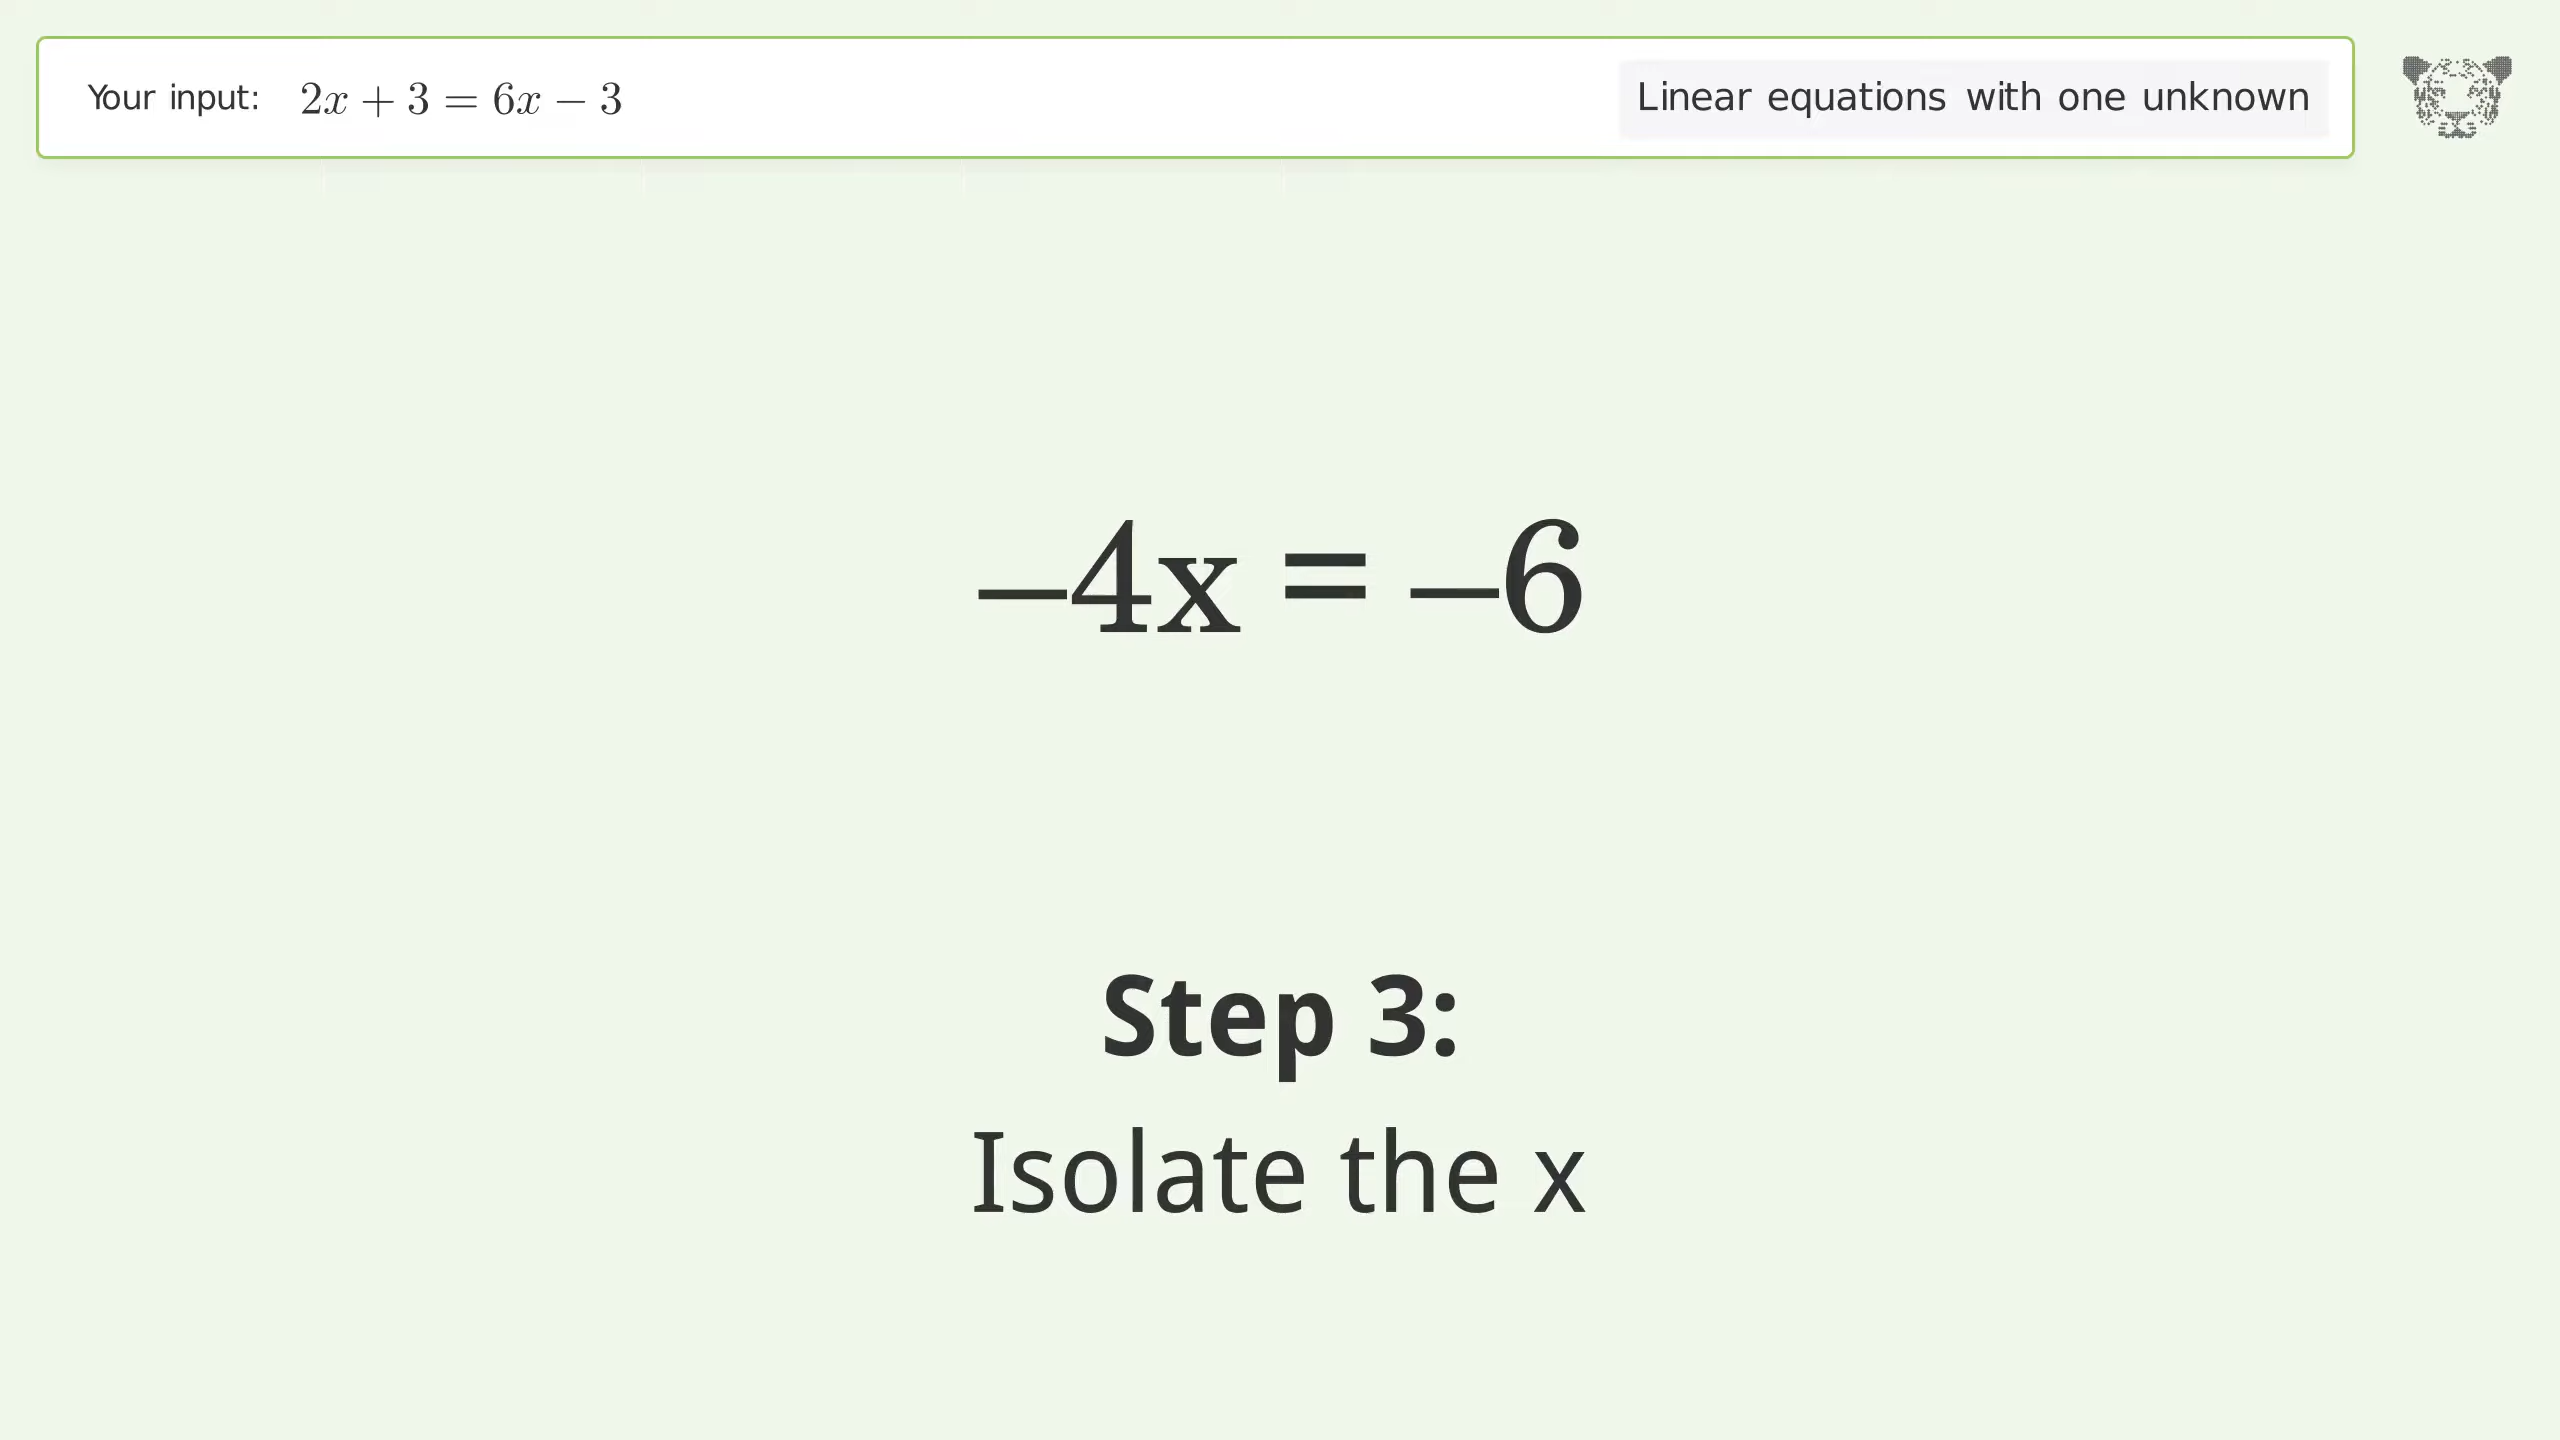 Your input: 2x + 3 = 6x − 3
Linear equations with one unknown
−4x = −6
Step 3:
Isolate the x